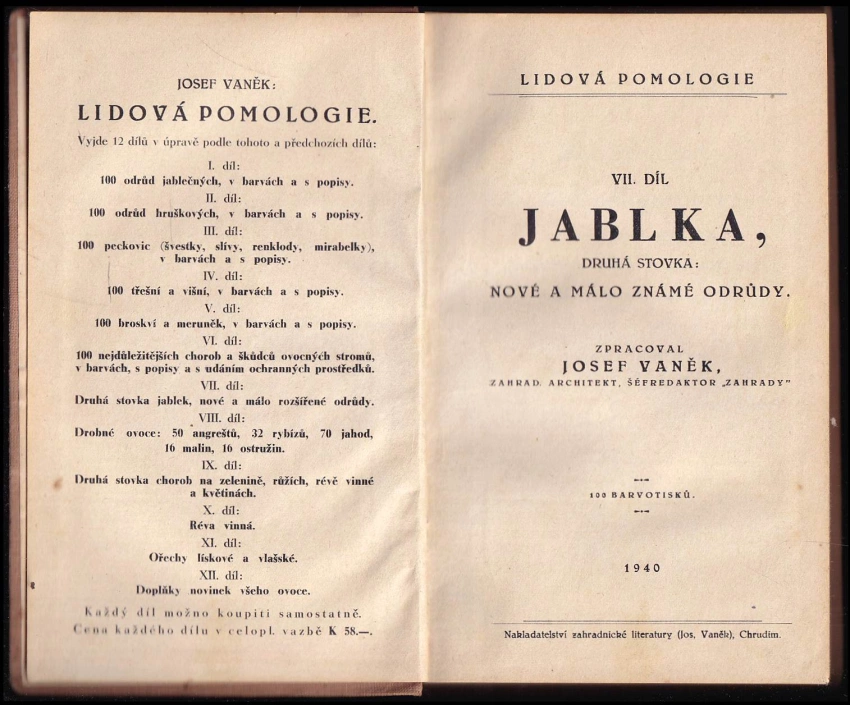 JOSEF VANĚK:
LIDOVÁ POMOLOGIE.
Vyjde 12 dílů v úpravě podle tohoto a předchozích dílů:
I. díl:
100 odrůd jablečných, v barvách a s popisy.
II. díl:
100 odrůd hruškových, v barvách a s popisy.
III. díl:
100 peckovic (švestky, slívy, renklody, mirabelky),
v barvách a s popisy.
IV. díl:
100 třešní a višní, v barvách a s popisy.
V. díl:
100 broskví a meruněk, v barvách a s popisy.
VI. díl:
100 nejdůležitějších chorob a škůdců ovocných stromů,
v barvách, s popisy a s udáním ochranných prostředků.
VII. díl:
Druhá stovka jablek, nové a málo rozšířené odrůdy.
VIII. díl:
Drobné ovoce: 50 angreštů, 32 rybízů, 70 jahod,
16 malin, 16 ostružin.
IX. díl:
Druhá stovka chorob na zelenině, růžích, révě vinné
a květinách.
X. díl:
Réva vinná.
XI. díl:
Ořechy lískové a vlašské.
XII. díl:
Doplňky novinek všeho ovoce.
Každý díl možno koupiti samostatně.
Cena každého dílu v celopl. vazbě K 58.—.
LIDOVÁ POMOLOGIE
VII. DÍL
JABLKA,
DRUHÁ STOVKA:
NOVÉ A MÁLO ZNÁMÉ ODRŮDY.
ZPRACOVAL
JOSEF VANĚK,
ZAHRAD. ARCHITEKT, ŠÉFREDAKTOR „ZAHRADY"
100 BARVOTISKŮ.
1940
Nakladatelství zahradnické literatury (Jos. Vaněk), Chrudim.